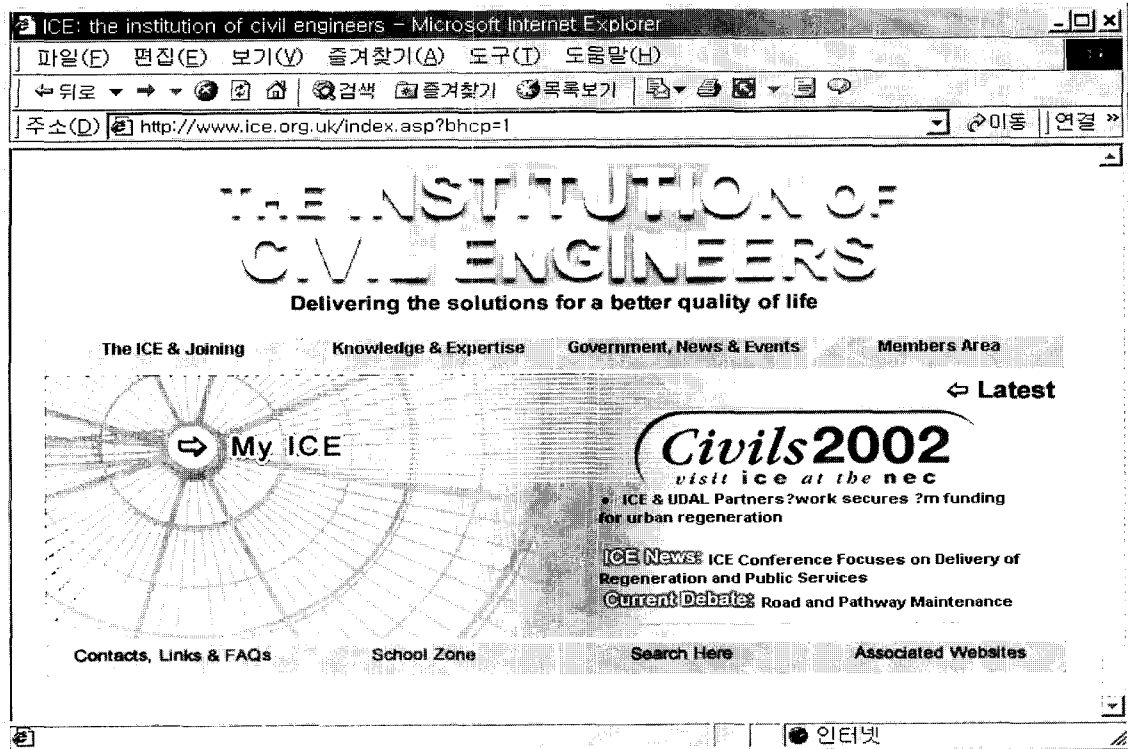 ICE: the institution of civil engineers - Microsoft Internet Explorer
파일(F) 편집(E) 보기(V) 즐겨찾기(A) 도구(T) 도움말(H)
뒤로 검색 즐겨찾기 목록보기
주소(D) http://www.ice.org.uk/index.asp?bhcp=1 이동 연결 »
THE INSTITUTION OF
CIVIL ENGINEERS
Delivering the solutions for a better quality of life
The ICE & Joining Knowledge & Expertise Government, News & Events Members Area
⇦ Latest
⇨ My ICE
Civils 2002
visit ice at the nec
• ICE & UDAL Partners?work secures ?m funding
for urban regeneration
ICE News: ICE Conference Focuses on Delivery of
Regeneration and Public Services
Current Debate: Road and Pathway Maintenance
Contacts, Links & FAQs School Zone Search Here Associated Websites
인터넷